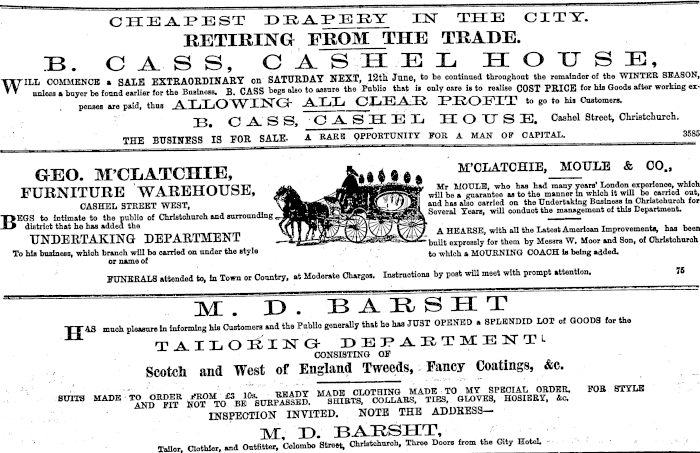 CHEAPEST DRAPERY IN THE CITY.
RETIRING FROM THE TRADE.
B. CASS, CASHEL HOUSE,
WILL COMMENCE a SALE EXTRAORDINARY on SATURDAY NEXT, 12th June, to be continued throughout the remainder of the WINTER SEASON,
unless a buyer be found earlier for the Business. B. CASS begs also to assure the Public that is only care is to realise COST PRICE for his Goods after working ex-
penses are paid, thus ALLOWING ALL CLEAR PROFIT to go to his Customers.
B. CASS, CASHEL HOUSE, Cashel Street, Christchurch.
THE BUSINESS IS FOR SALE. A RARE OPPORTUNITY FOR A MAN OF CAPITAL. 3585
GEO. M'CLATCHIE,
FURNITURE WAREHOUSE,
CASHEL STREET WEST,
BEGS to intimate to the public of Christchurch and surrounding
district that he has added the
UNDERTAKING DEPARTMENT
To his business, which branch will be carried on under the style
or name of
M'CLATCHIE, MOULE & CO.,
Mr MOULE, who has had many years' London experience, which
will be a guarantee as to the manner in which it will be carried out,
and has also carried on the Undertaking Business in Christchurch for
Several Years, will conduct the management of this Department.
A HEARSE, with all the Latest American Improvements, has been
built expressly for them by Messrs W. Moor and Son, of Christchurch
to which a MOURNING COACH is being added.
FUNERALS attended to, in Town or Country, at Moderate Charges. Instructions by post will meet with prompt attention. 75
M. D. BARSHT
HAS much pleasure in informing his Customers and the Public generally that he has JUST OPENED a SPLENDID LOT of GOODS for the
TAILORING DEPARTMENT
CONSISTING OF
Scotch and West of England Tweeds, Fancy Coatings, &c.
SUITS MADE TO ORDER FROM £3 10s. READY MADE CLOTHING MADE TO MY SPECIAL ORDER. FOR STYLE
AND FIT NOT TO BE SURPASSED. SHIRTS, COLLARS, TIES, GLOVES, HOSIERY, &c.
INSPECTION INVITED. NOTE THE ADDRESS—
M. D. BARSHT,
Tailor, Clothier, and Outfitter, Colombo Street, Christchurch, Three Doors from the City Hotel.